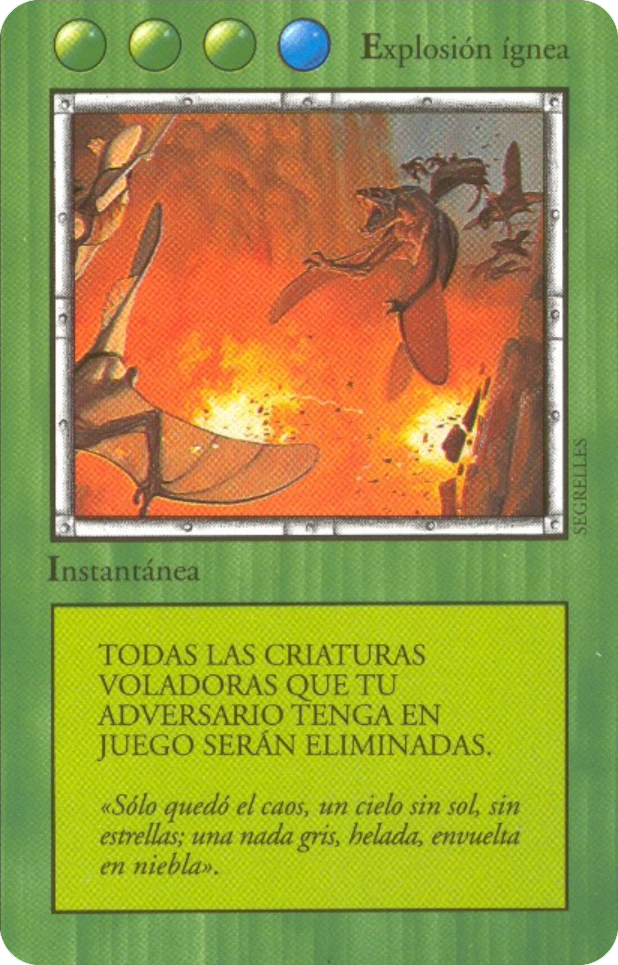 Explosión ígnea
SEGRELLES
Instantánea
TODAS LAS CRIATURAS
VOLADORAS QUE TU
ADVERSARIO TENGA EN
JUEGO SERÁN ELIMINADAS.
«Sólo quedó el caos, un cielo sin sol, sin
estrellas; una nada gris, helada, envuelta
en niebla».